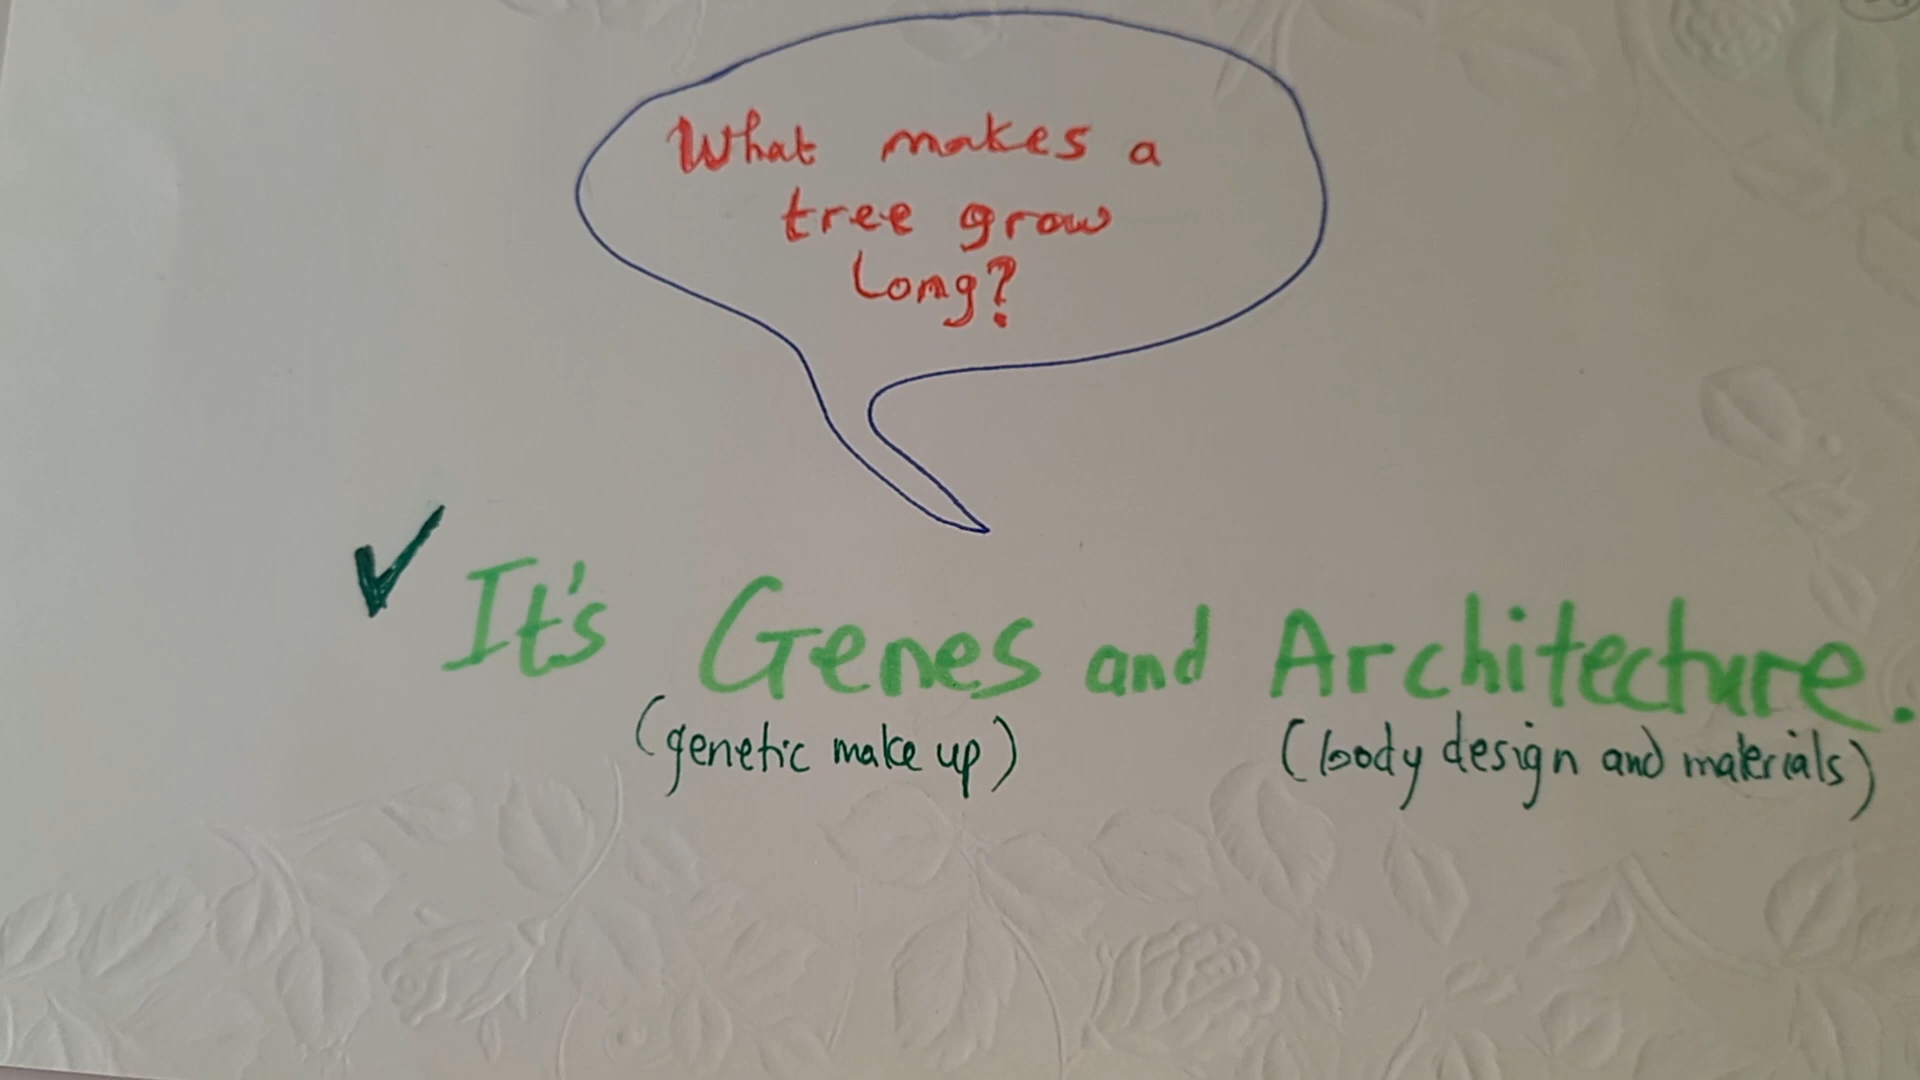 What makes a
tree grow
Long?
✓ It's Genes and Architecture.
(genetic make up) (body design and materials)